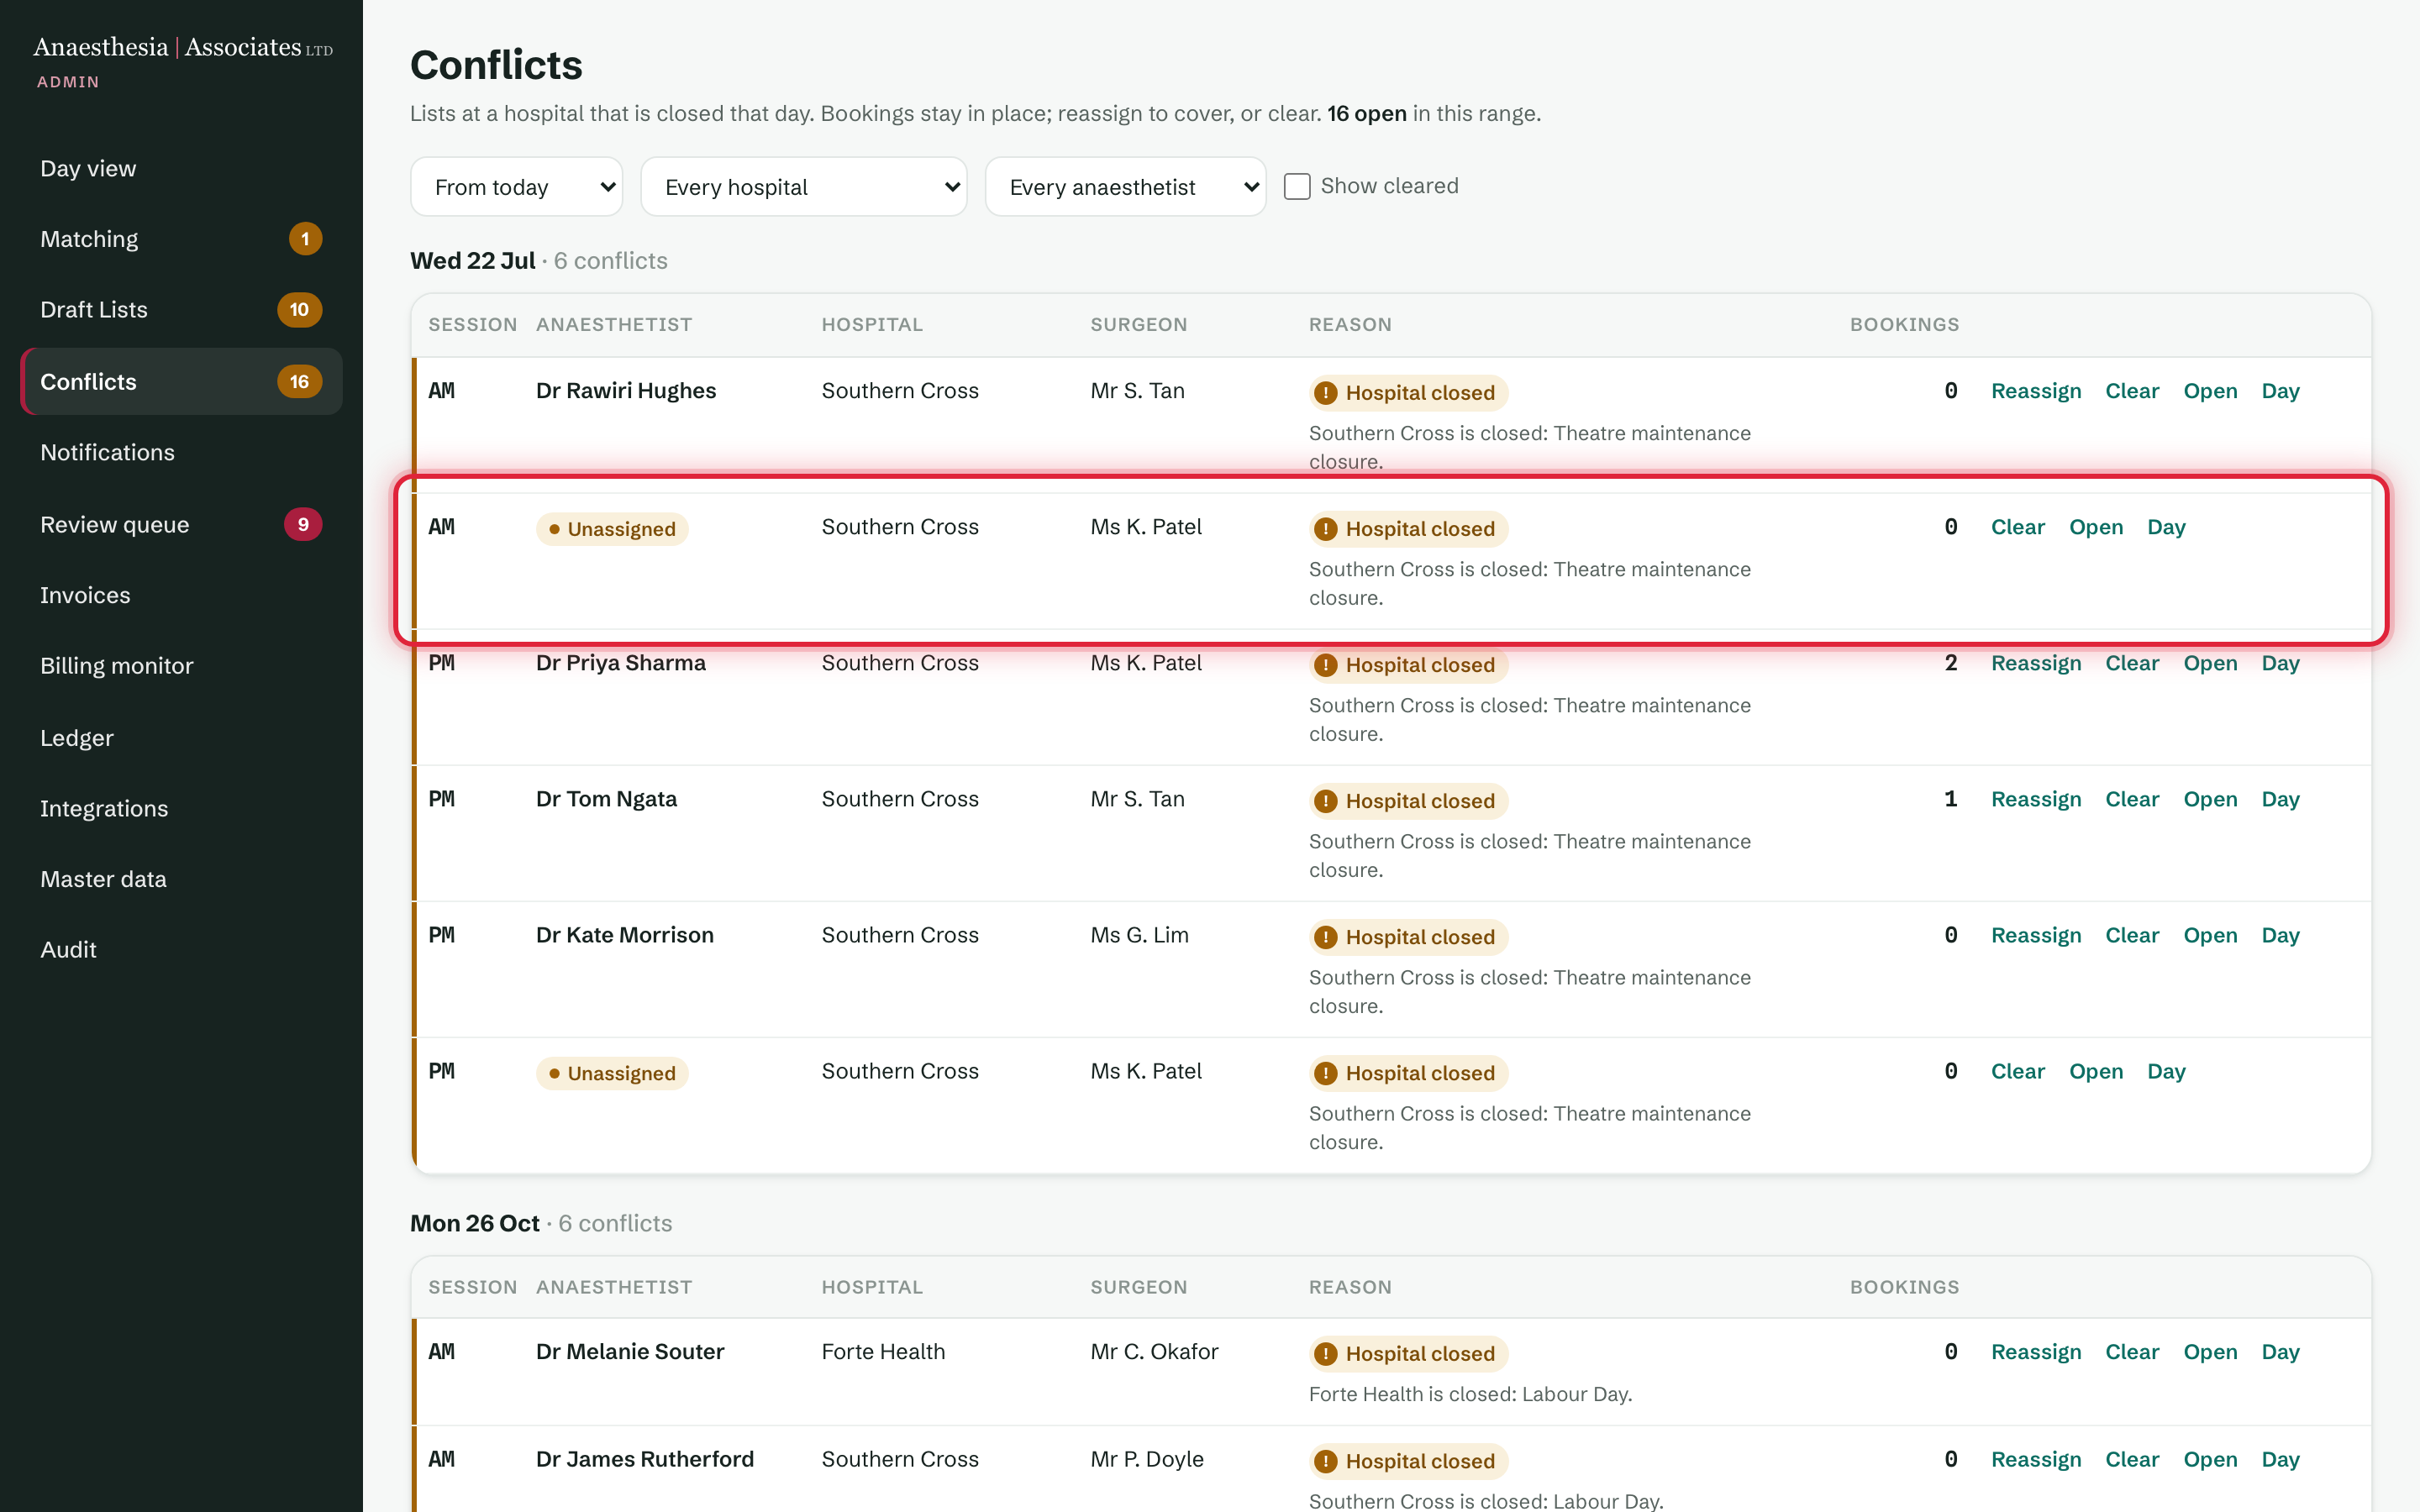 Anaesthesia | Associates LTD
ADMIN
Day view
Matching 1
Draft Lists 10
Conflicts 16
Notifications
Review queue 9
Invoices
Billing monitor
Ledger
Integrations
Master data
Audit
Conflicts
Lists at a hospital that is closed that day. Bookings stay in place; reassign to cover, or clear. 16 open in this range.
From today Every hospital Every anaesthetist Show cleared
Wed 22 Jul · 6 conflicts
SESSION ANAESTHETIST HOSPITAL SURGEON REASON BOOKINGS
AM Dr Rawiri Hughes Southern Cross Mr S. Tan ! Hospital closed 0 Reassign Clear Open Day
Southern Cross is closed: Theatre maintenance
closure.
AM Unassigned Southern Cross Ms K. Patel ! Hospital closed 0 Clear Open Day
Southern Cross is closed: Theatre maintenance
closure.
PM Dr Priya Sharma Southern Cross Ms K. Patel ! Hospital closed 2 Reassign Clear Open Day
Southern Cross is closed: Theatre maintenance
closure.
PM Dr Tom Ngata Southern Cross Mr S. Tan ! Hospital closed 1 Reassign Clear Open Day
Southern Cross is closed: Theatre maintenance
closure.
PM Dr Kate Morrison Southern Cross Ms G. Lim ! Hospital closed 0 Reassign Clear Open Day
Southern Cross is closed: Theatre maintenance
closure.
PM Unassigned Southern Cross Ms K. Patel ! Hospital closed 0 Clear Open Day
Southern Cross is closed: Theatre maintenance
closure.
Mon 26 Oct · 6 conflicts
SESSION ANAESTHETIST HOSPITAL SURGEON REASON BOOKINGS
AM Dr Melanie Souter Forte Health Mr C. Okafor ! Hospital closed 0 Reassign Clear Open Day
Forte Health is closed: Labour Day.
AM Dr James Rutherford Southern Cross Mr P. Doyle ! Hospital closed 0 Reassign Clear Open Day
Southern Cross is closed: Labour Day.